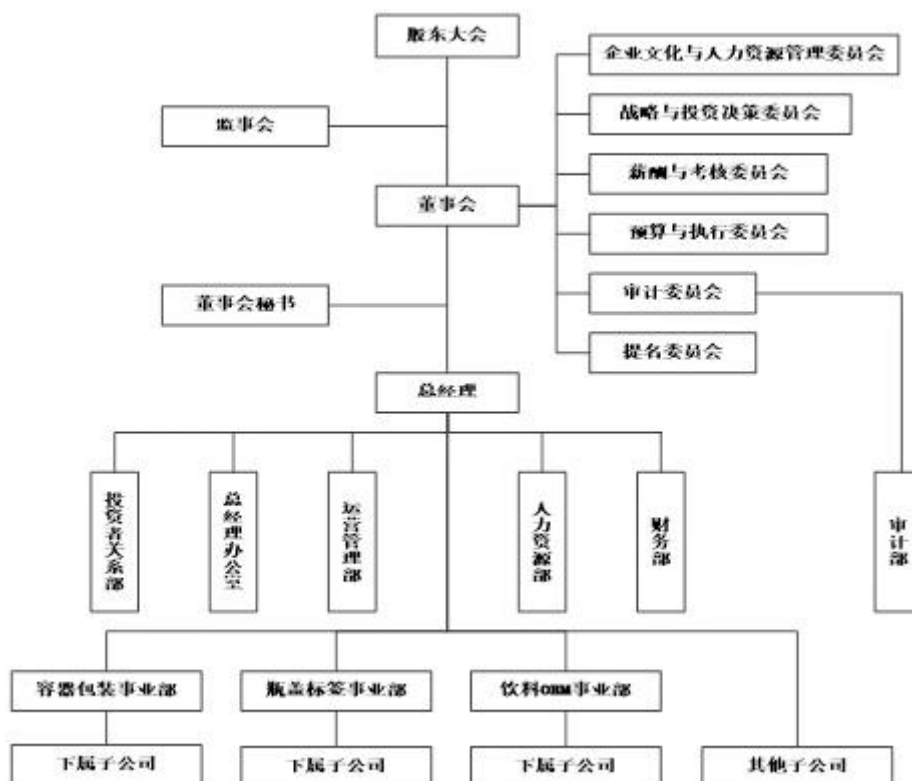 股东大会
企业文化与人力资源管理委员会
战略与投资决策委员会
监事会
薪酬与考核委员会
董事会
预算与执行委员会
董事会秘书
审计委员会
提名委员会
总经理
投资者关系部
总经理办公室
运营管理部
人力资源部
财务部
审计部
容器包装事业部
瓶盖标签事业部
饮料OEM事业部
下属子公司
下属子公司
下属子公司
其他子公司